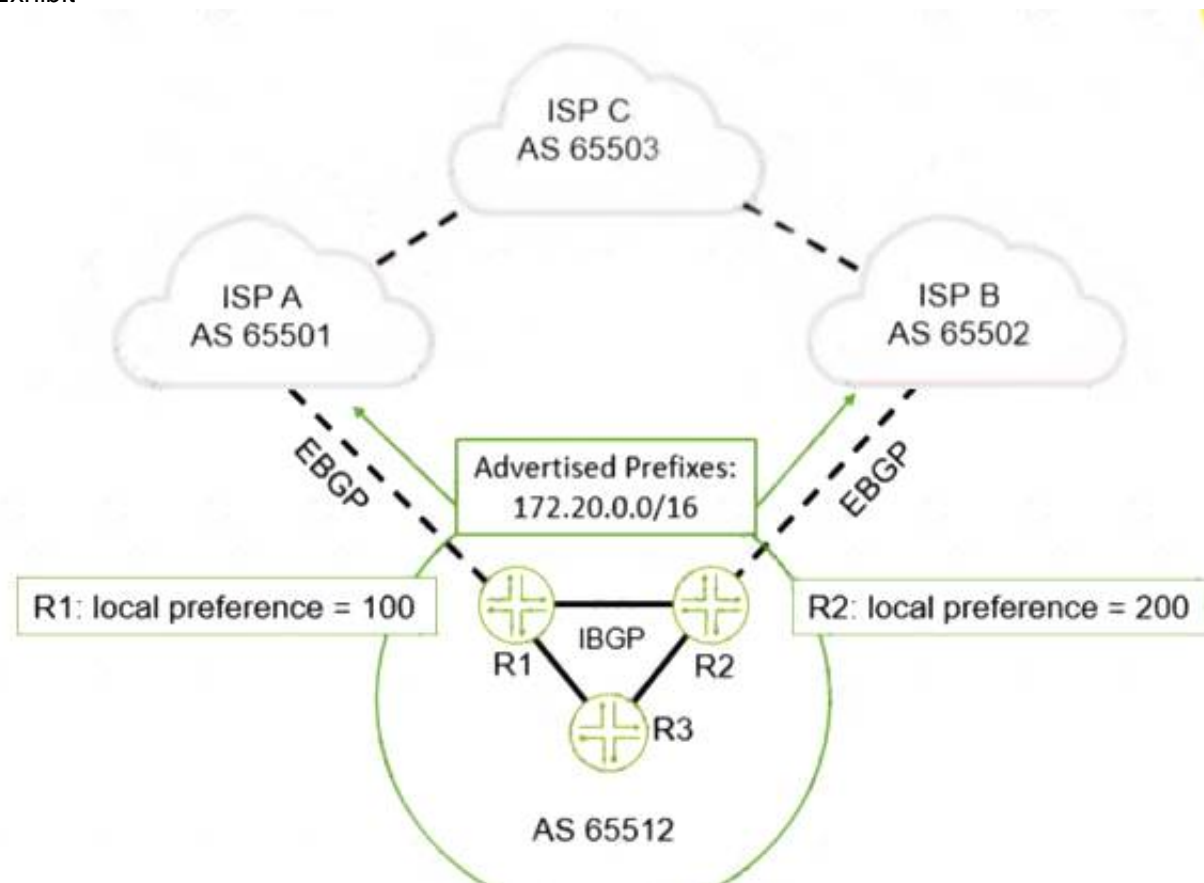 Exhibit
ISP C
AS 65503
ISP A
AS 65501
ISP B
AS 65502
EBGP
Advertised Prefixes:
172.20.0.0/16
EBGP
R1: local preference = 100
R2: local preference = 200
IBGP
R1
R2
R3
AS 65512